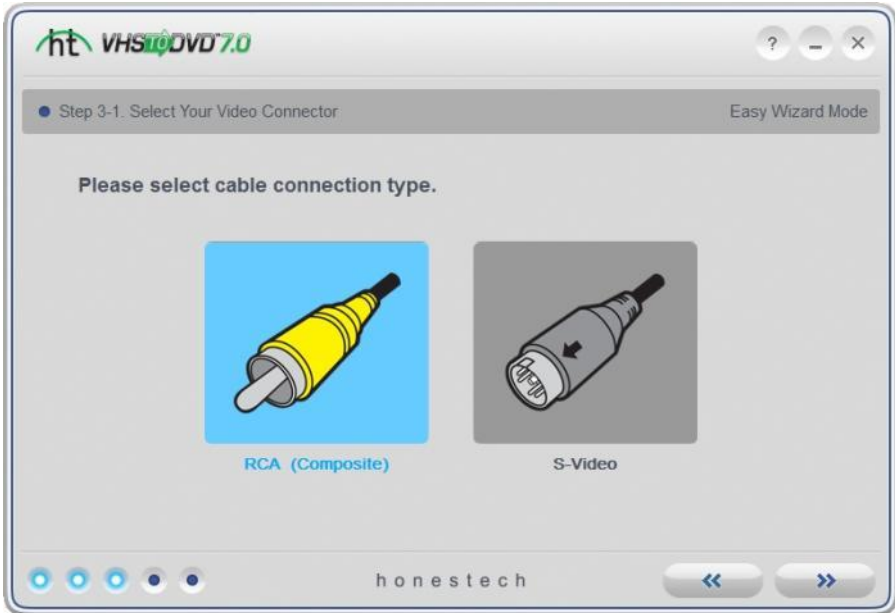 ht VHS TO DVD™ 7.0
?
Step 3-1. Select Your Video Connector
Easy Wizard Mode
Please select cable connection type.
RCA (Composite)
S-Video
honestech